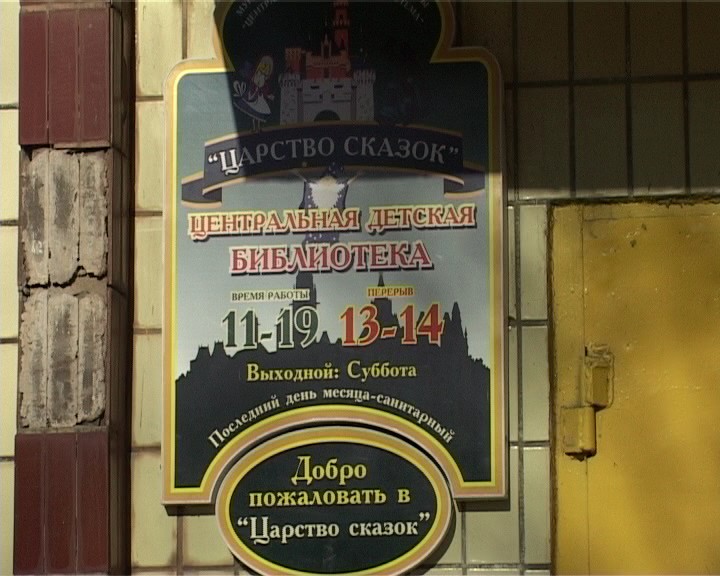 "ЦАРСТВО СКАЗОК"
ЦЕНТРАЛЬНАЯ ДЕТСКАЯ
БИБЛИОТЕКА
ВРЕМЯ РАБОТЫ ПЕРЕРЫВ
11-19 13-14
Выходной: Суббота
Последний день месяца-санитарный
Добро
пожаловать в
"Царство сказок"